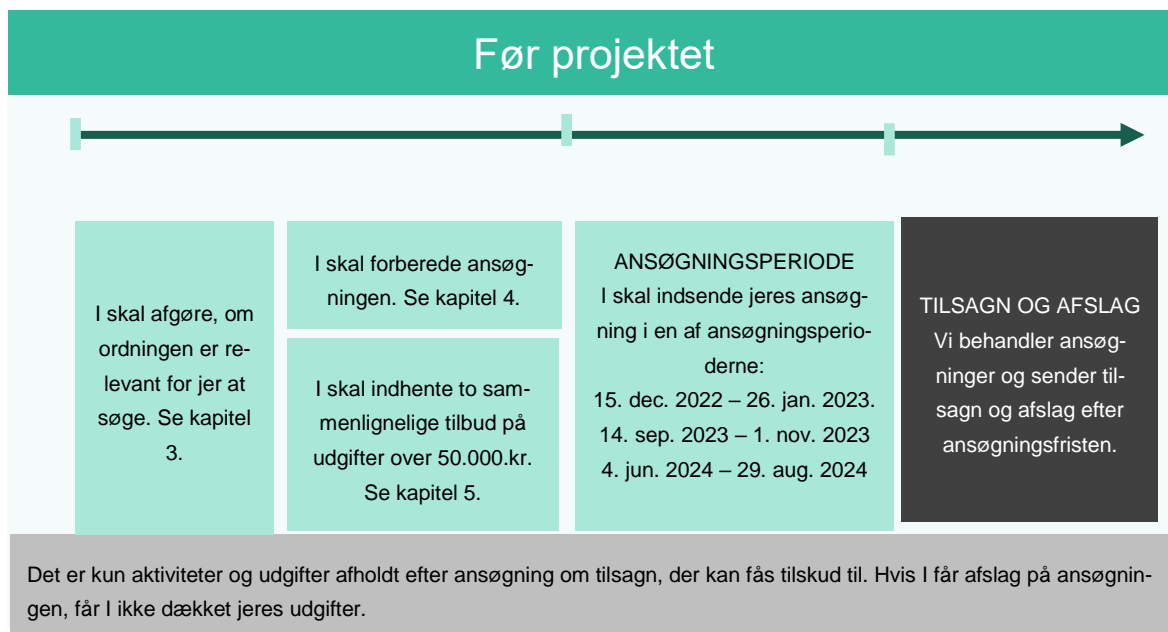 Før projektet
I skal afgøre, om
ordningen er re-
levant for jer at
søge. Se kapitel
3.
I skal forberede ansøg-
ningen. Se kapitel 4.
I skal indhente to sam-
menlignelige tilbud på
udgifter over 50.000.kr.
Se kapitel 5.
ANSØGNINGSPERIODE
I skal indsende jeres ansøg-
ning i en af ansøgningsperio-
derne:
15. dec. 2022 – 26. jan. 2023.
14. sep. 2023 – 1. nov. 2023
4. jun. 2024 – 29. aug. 2024
TILSAGN OG AFSLAG
Vi behandler ansøg-
ninger og sender til-
sagn og afslag efter
ansøgningsfristen.
Det er kun aktiviteter og udgifter afholdt efter ansøgning om tilsagn, der kan fås tilskud til. Hvis I får afslag på ansøgnin-
gen, får I ikke dækket jeres udgifter.